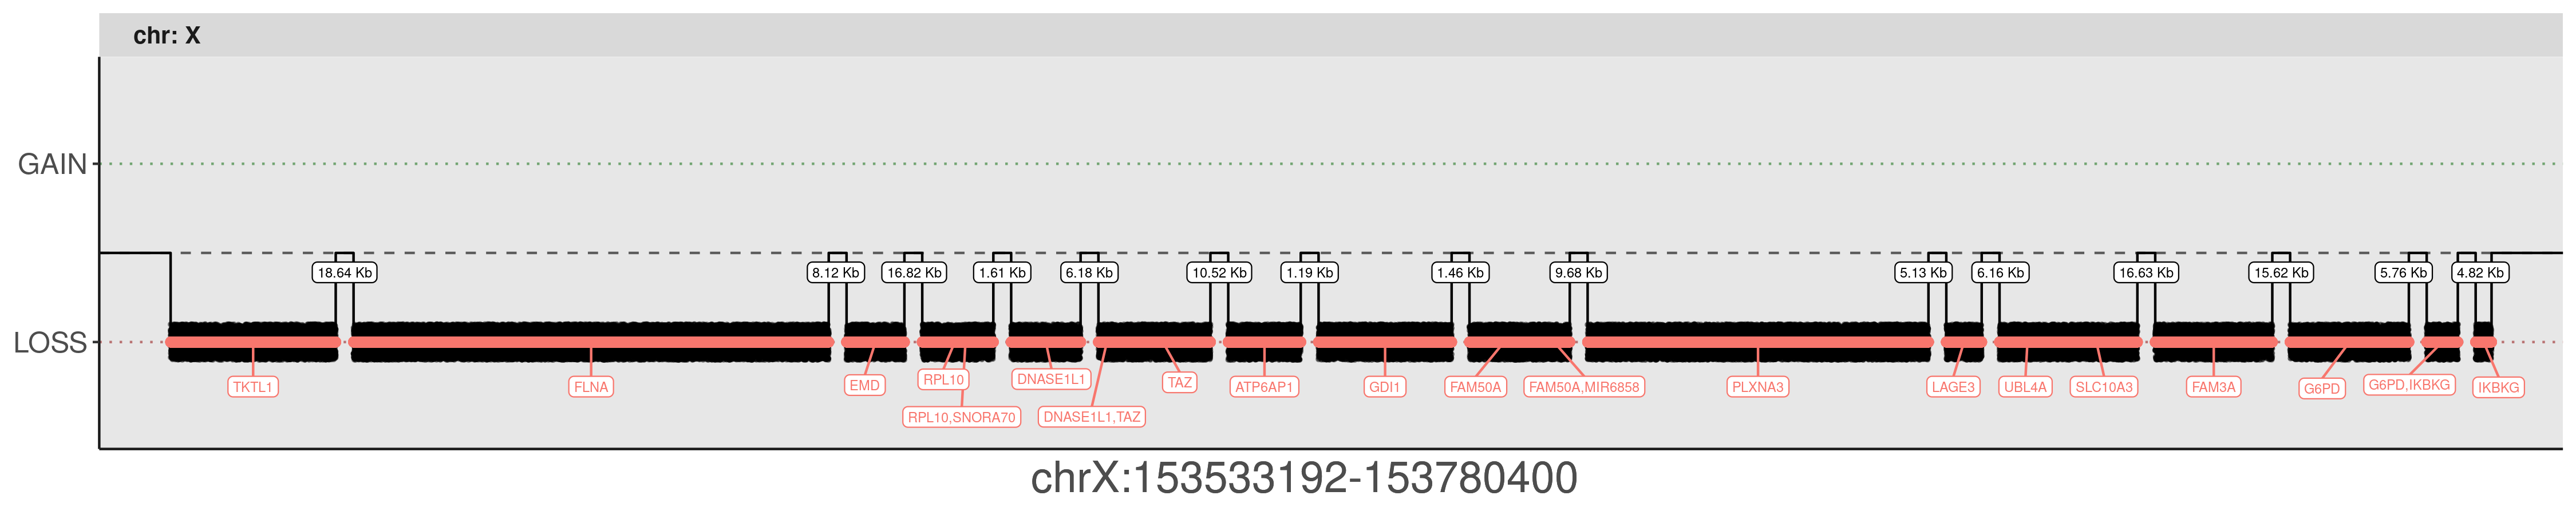 chr: X
GAIN
18.64 Kb
8.12 Kb
16.82 Kb
1.61 Kb
6.18 Kb
10.52 Kb
1.19 Kb
1.46 Kb
9.68 Kb
5.13 Kb
6.16 Kb
16.63 Kb
15.62 Kb
5.76 Kb
4.82 Kb
LOSS
TKTL1
FLNA
EMD
RPL10
RPL10,SNORA70
DNASE1L1
DNASE1L1,TAZ
TAZ
ATP6AP1
GDI1
FAM50A
FAM50A,MIR6858
PLXNA3
LAGE3
UBL4A
SLC10A3
FAM3A
G6PD
G6PD,IKBKG
IKBKG
chrX:153533192-153780400